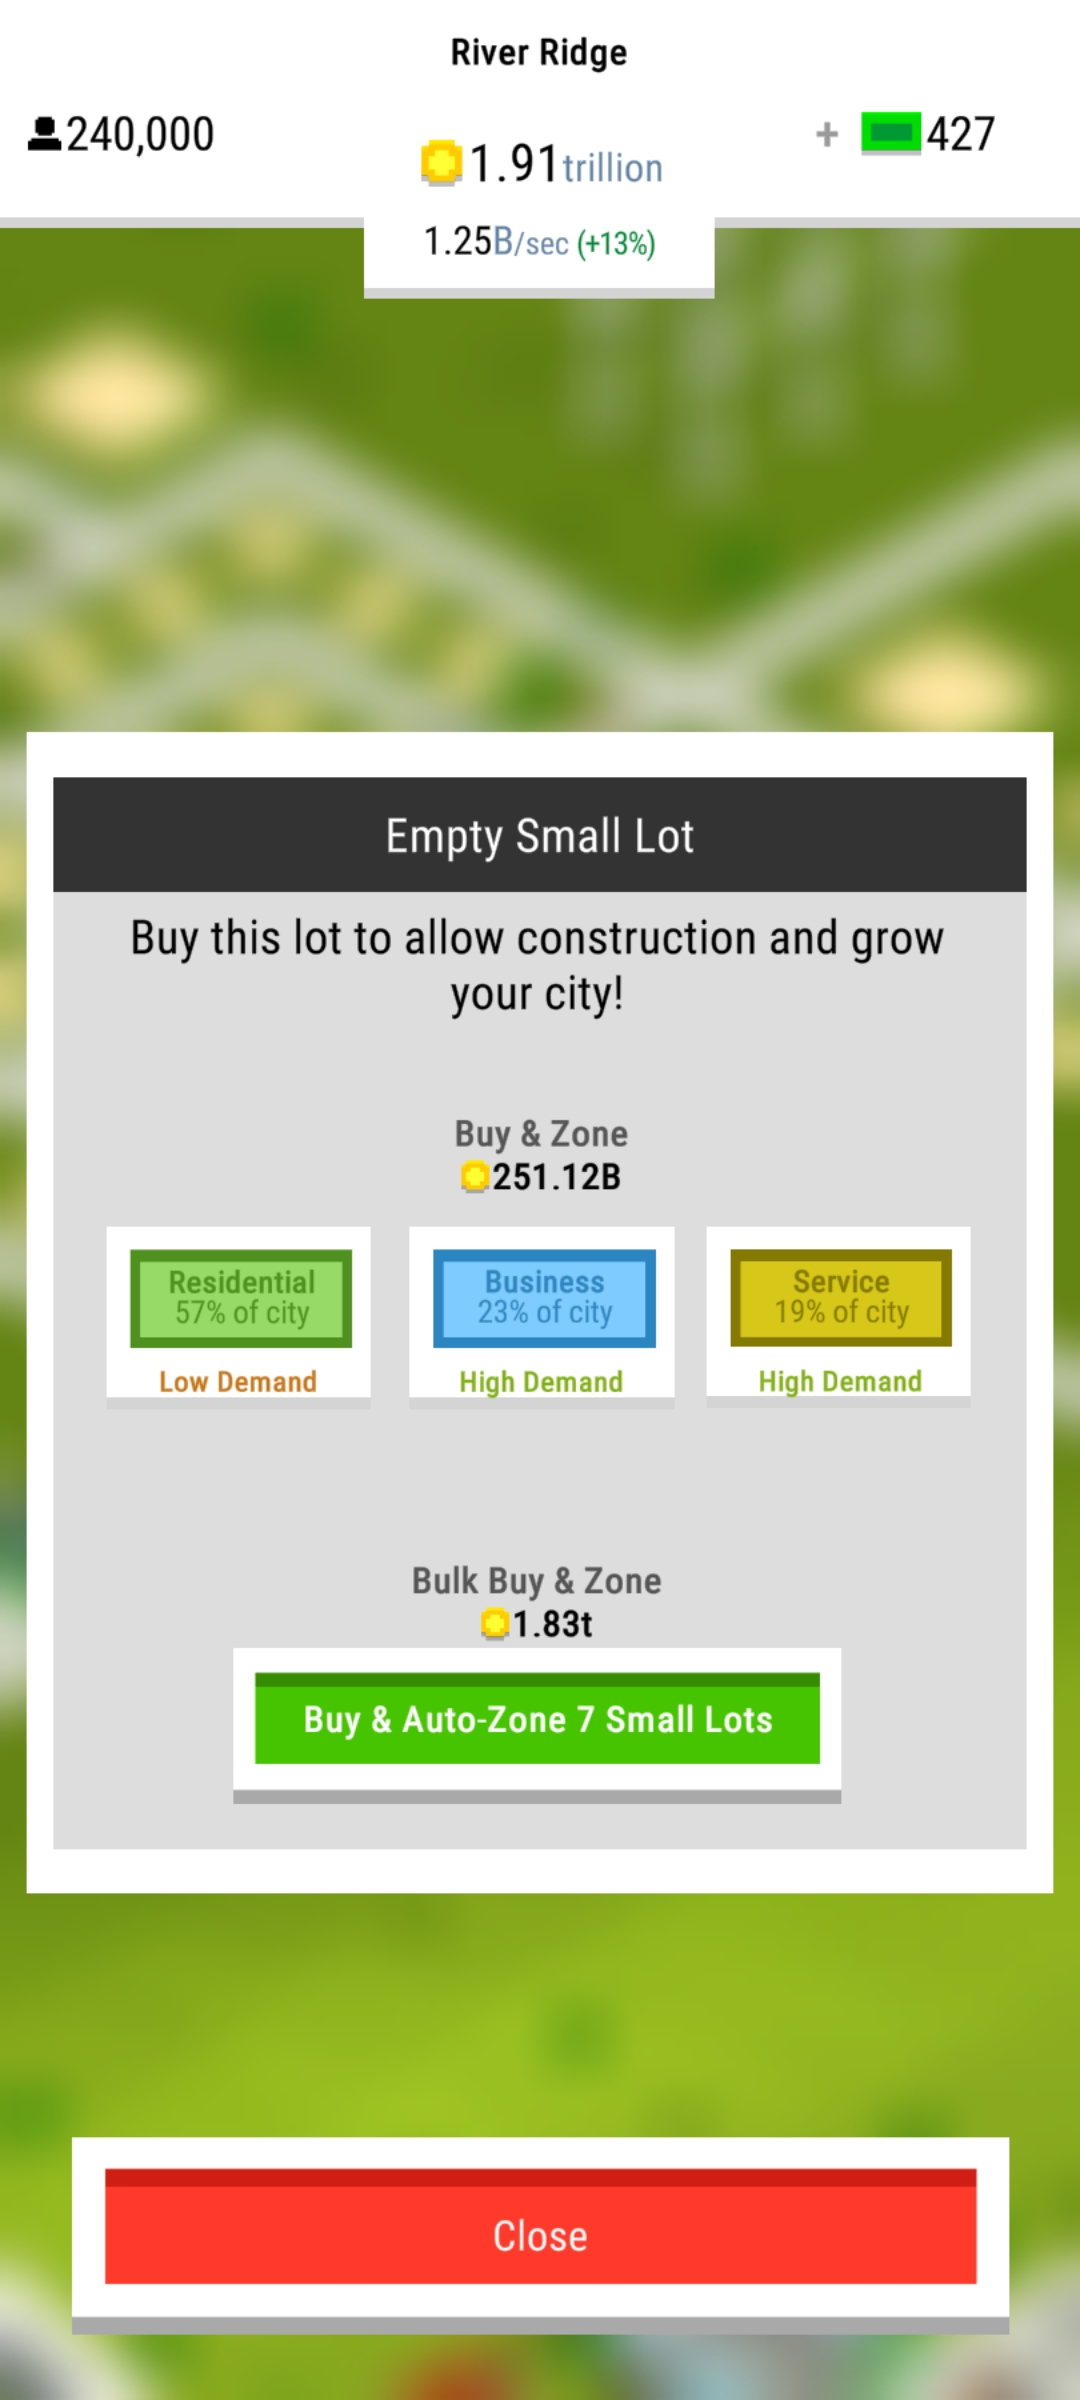 River Ridge
240,000
1.91 trillion
+ 427
1.25B/sec (+13%)
Empty Small Lot
Buy this lot to allow construction and grow
your city!
Buy & Zone
251.12B
Residential
57% of city
Low Demand
Business
23% of city
High Demand
Service
19% of city
High Demand
Bulk Buy & Zone
1.83t
Buy & Auto-Zone 7 Small Lots
Close